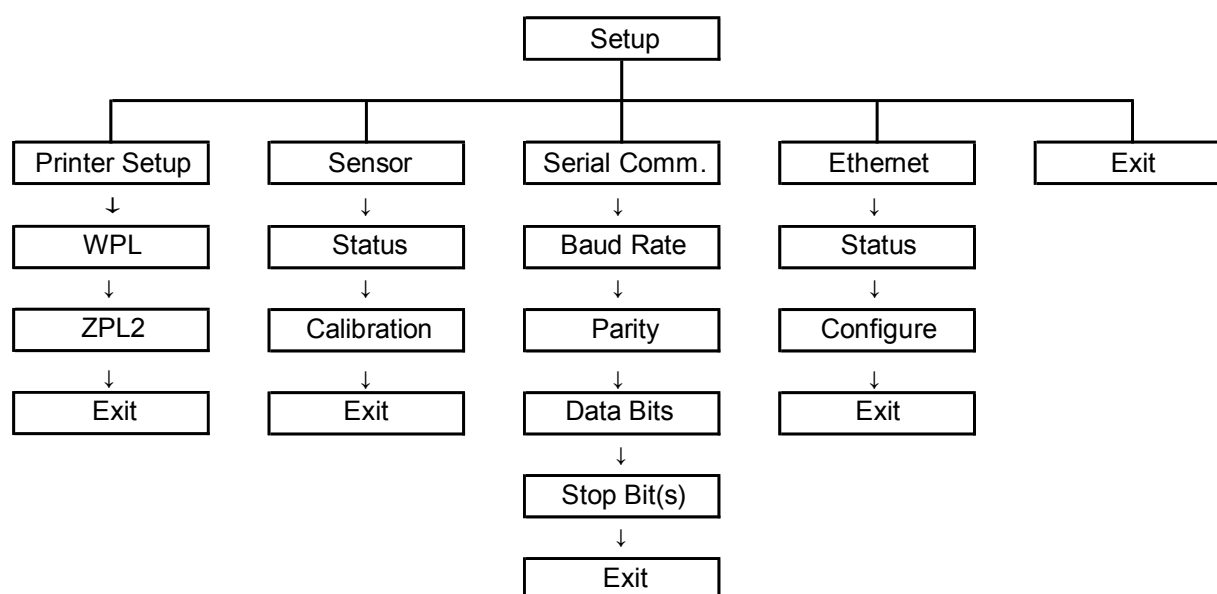 Setup
Printer Setup
Sensor
Serial Comm.
Ethernet
Exit
WPL
Status
Baud Rate
Status
ZPL2
Calibration
Parity
Configure
Exit
Exit
Data Bits
Exit
Stop Bit(s)
Exit